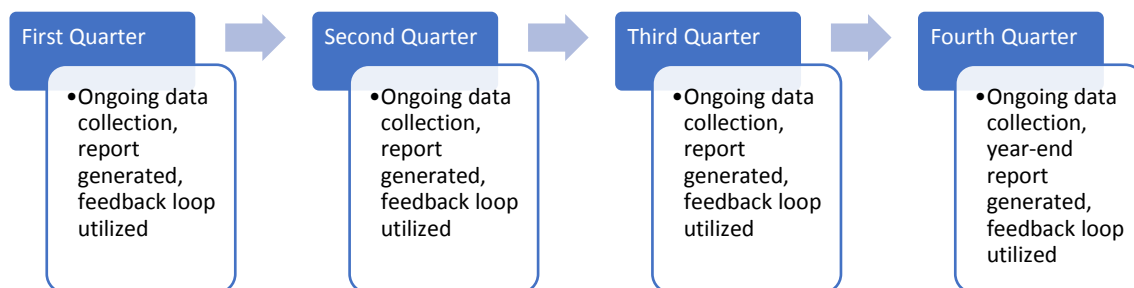 First Quarter
•Ongoing data
collection,
report
generated,
feedback loop
utilized
Second Quarter
•Ongoing data
collection,
report
generated,
feedback loop
utilized
Third Quarter
•Ongoing data
collection,
report
generated,
feedback loop
utilized
Fourth Quarter
•Ongoing data
collection,
year-end
report
generated,
feedback loop
utilized